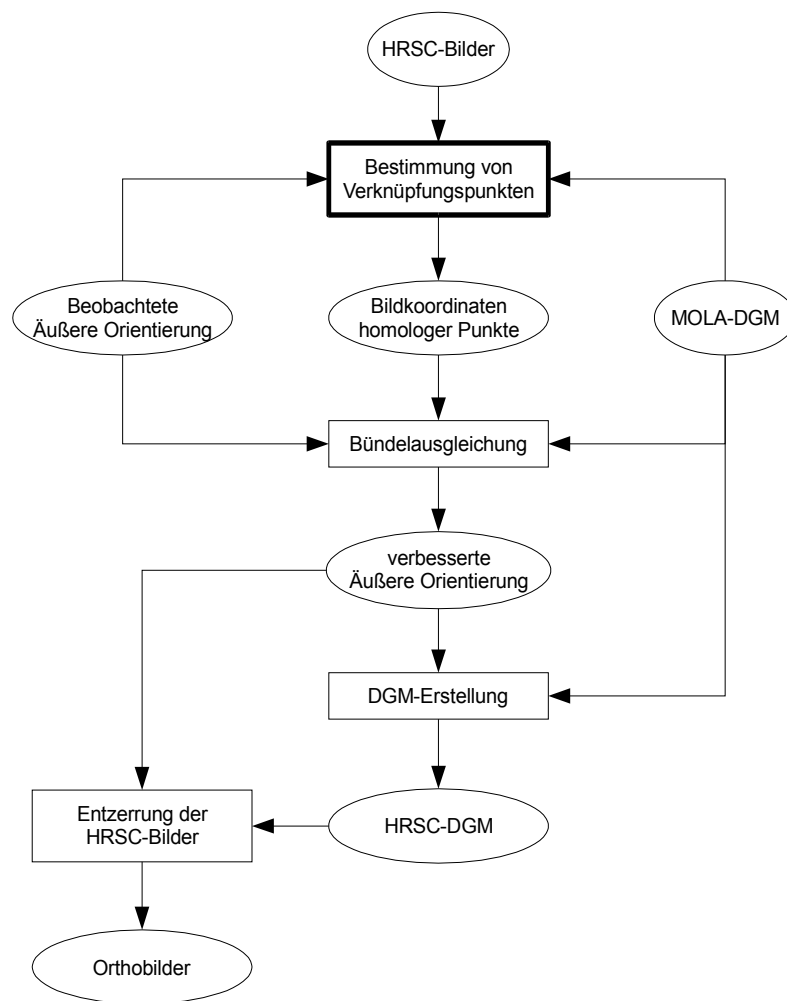 HRSC-Bilder
Bestimmung von
Verknüpfungspunkten
Beobachtete
Äußere Orientierung
Bildkoordinaten
homologer Punkte
MOLA-DGM
Bündelausgleichung
verbesserte
Äußere Orientierung
DGM-Erstellung
Entzerrung der
HRSC-Bilder
HRSC-DGM
Orthobilder